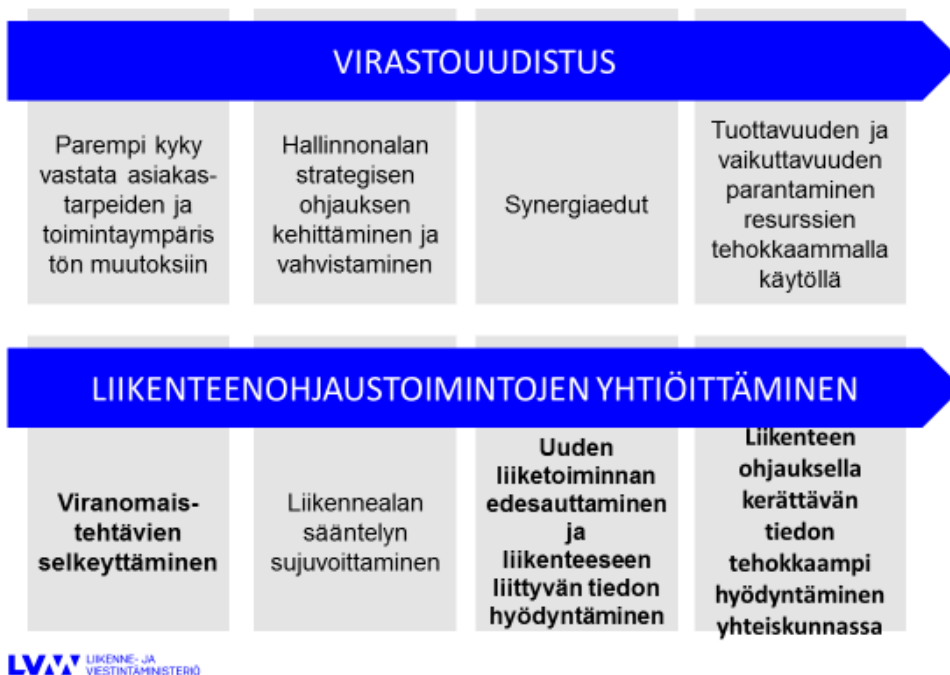 VIRASTOUUDISTUS
Parempi kyky
vastata asiakas-
tarpeiden ja
toimintaympäris
tön muutoksiin
Hallinnonalan
strategisen
ohjauksen
kehittäminen ja
vahvistaminen
Synergiaedut
Tuottavuuden ja
vaikuttavuuden
parantaminen
resurssien
tehokkaammalla
käytöllä
LIIKENTEENOHJAUSTOIMINTOJEN YHTIÖITTÄMINEN
Viranomais-
tehtävien
selkeyttäminen
Liikennealan
sääntelyn
sujuvoittaminen
Uuden
liiketoiminnan
edesauttaminen
ja
liikenteeseen
liittyvän tiedon
hyödyntäminen
Liikenteen
ohjauksella
kerättävän
tiedon
tehokkaampi
hyödyntäminen
yhteiskunnassa
LVM LIIKENNE- JA
VIESTINTÄMINISTERIÖ